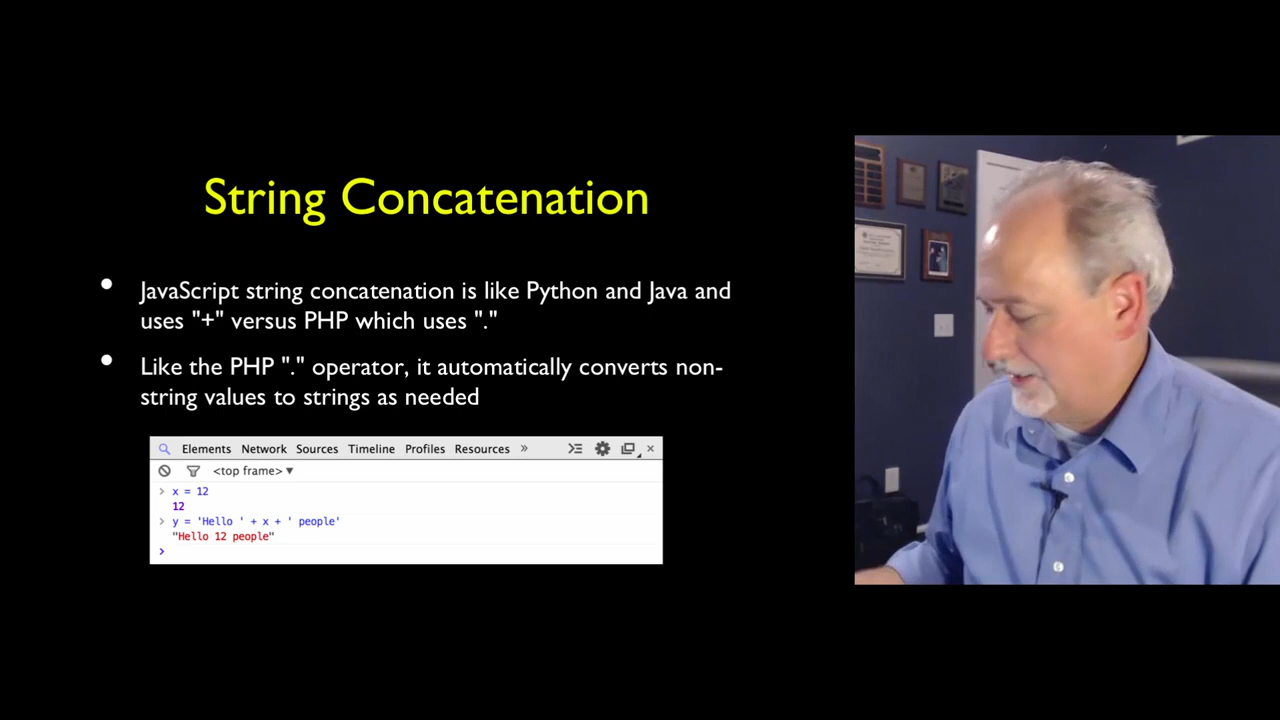 String Concatenation
• JavaScript string concatenation is like Python and Java and
uses "+" versus PHP which uses "."
• Like the PHP "." operator, it automatically converts non-
string values to strings as needed
Elements Network Sources Timeline Profiles Resources »
<top frame> ▼
> x = 12
12
> y = 'Hello ' + x + ' people'
"Hello 12 people"
>